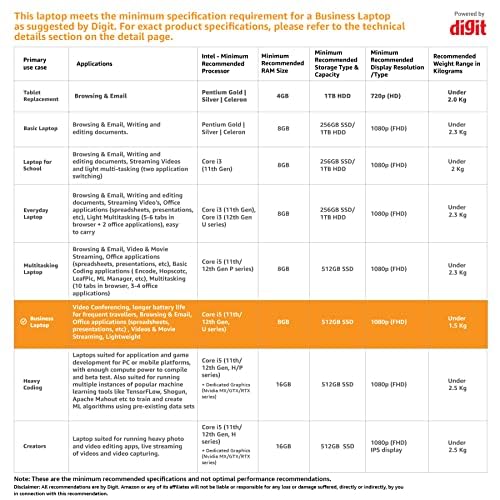 This laptop meets the minimum specification requirement for a Business Laptop
as suggested by Digit. For exact product specifications, please refer to the technical
details section on the detail page.
Powered by
digit
Primary
use case
Applications
Intel - Minimum
Recommended
Processor
Minimum
Recommended
RAM Size
Minimum
Recommended
Storage Type &
Capacity
Minimum
Recommended
Display Resolution
/Type
Recommended
Weight Range in
Kilograms
Tablet
Replacement
Browsing & Email
Pentium Gold |
Silver | Celeron
4GB
1TB HDD
720p (HD)
Under
2.0 Kg
Basic Laptop
Browsing & Email, Writing and
editing documents.
Pentium Gold |
Silver | Celeron
8GB
256GB SSD/
1TB HDD
1080p (FHD)
Under
2.3 Kg
Laptop for
School
Browsing & Email, Writing and
editing documents, Streaming Videos
and light multi-tasking (two application
switching)
Core i3
(11th Gen)
8GB
256GB SSD/
1TB HDD
1080p (FHD)
Under
2 Kg
Everyday
Laptop
Browsing & Email, Writing and editing
documents, Streaming Video's, Office
applications (spreadsheets, presentations,
etc), Light Multitasking (5-6 tabs in
browser + 2 office applications), easy
to carry
Core i3 (11th Gen),
Core i3 (12th Gen
U series)
8GB
256GB SSD/
1TB HDD
1080p (FHD)
Under
2.3 Kg
Multitasking
Laptop
Browsing & Email, Video & Movie
Streaming, Office applications
(spreadsheets, presentations, etc), Basic
Coding applications ( Encode, Hopscotc,
LeafPic, ML Manager, etc), Multitasking
(10 tabs in browser, 3-4 office
applications)
Core i5 (11th/
12th Gen P series)
8GB
512GB SSD
1080p (FHD)
Under
2.3 Kg
Business
Laptop
Video Conferencing, longer battery life
for frequent travellers, Browsing & Email,
Office applications (spreadsheets,
presentations, etc) , Videos & Movie
Streaming, Lightweight
Core i5 (11th/
12th Gen,
U series)
8GB
512GB SSD
1080p (FHD)
Under
1.5 Kg
Heavy
Coding
Laptops suited for application and game
development for PC or mobile platforms,
with enough compute power to compile
and beta test. Also suited for running
multiple instances of popular machine
learning tools like TensorFLow, Shogun,
Apache Mahout etc to train and create
ML algorithms using pre-existing data sets
Core i5 (11th/
12th Gen, H/P
series)
+ Dedicated Graphics
(Nvidia MX/GTX/RTX
series)
16GB
512GB SSD
1080p (FHD)
Under
2.5 Kg
Creators
Laptop suited for running heavy photo
and video editing apps, live streaming
of videos and video capturing.
Core i5 (11th/
12th Gen, H
series)
+ Dedicated Graphics
(Nvidia MX/GTX/RTX
series)
16GB
512GB SSD
1080p (FHD)
IPS display
Under
2.5 Kg
Note: These are the minimum recommended specifications and not optimal performance recommendations.
Disclaimer: All recommendations are by Digit. Amazon or any of its affiliates will not be liable or responsible for any loss or damage suffered, directly or indirectly, by you
in connection with this recommendation.